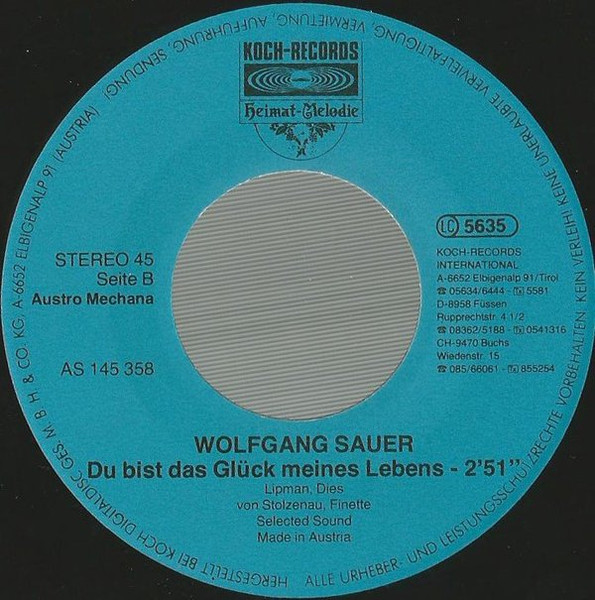 KOCH-RECORDS
Heimat-Melodie
STEREO 45
Seite B
Austro Mechana
AS 145 358
LC 5635
KOCH-RECORDS
INTERNATIONAL
A-6652 Elbigenalp 91/Tirol
☎ 05634/6444 - 5581
D-8958 Füssen
Rupprechtstr. 4 1/2
☎ 08362/5188 - 0541316
CH-9470 Buchs
Wiedenstr. 15
☎ 085/66061 - 855254
WOLFGANG SAUER
Du bist das Glück meines Lebens - 2'51"
Lipman, Dies
von Stolzenau, Finette
Selected Sound
Made in Austria
HERGESTELLT BEI KOCH DIGITALDISC GES. M. B H & CO. KG, A-6652 ELBIGENALP 91 (AUSTRIA)
ALLE URHEBER- UND LEISTUNGSSCHUTZRECHTE VORBEHALTEN. KEIN VERLEIH! KEINE UNERLAUBTE VERVIELFÄLTIGUNG, VERMIETUNG, AUFFÜHRUNG, SENDUNG!